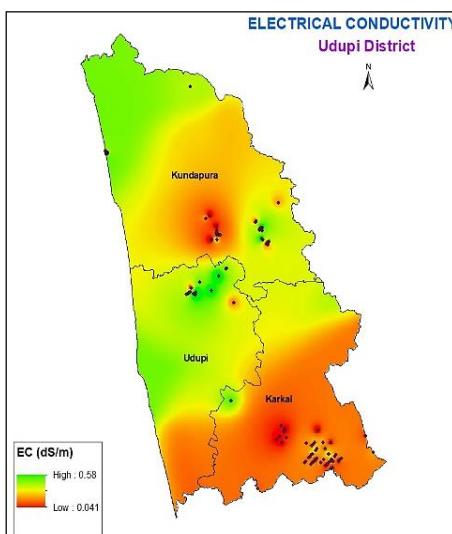 ELECTRICAL CONDUCTIVITY
Udupi District
N
Kundapura
Udupi
Karkal
EC (dS/m)
High : 0.58
Low : 0.041